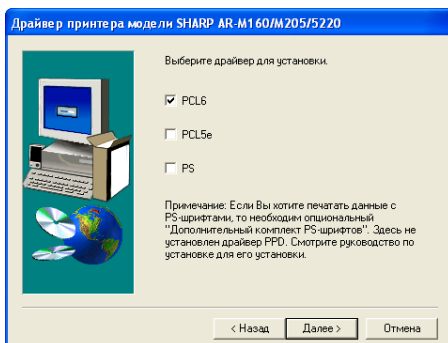 Драйвер принтера модели SHARP AR-M160/M205/5220
Выберите драйвер для установки.
PCL6
PCL5e
PS
Примечание: Если Вы хотите печатать данные с
PS-шрифтами, то необходим опциональный
"Дополнительный комплект PS-шрифтов". Здесь не
установлен драйвер PPD. Смотрите руководство по
установке для его установки.
< Назад
Далее >
Отмена